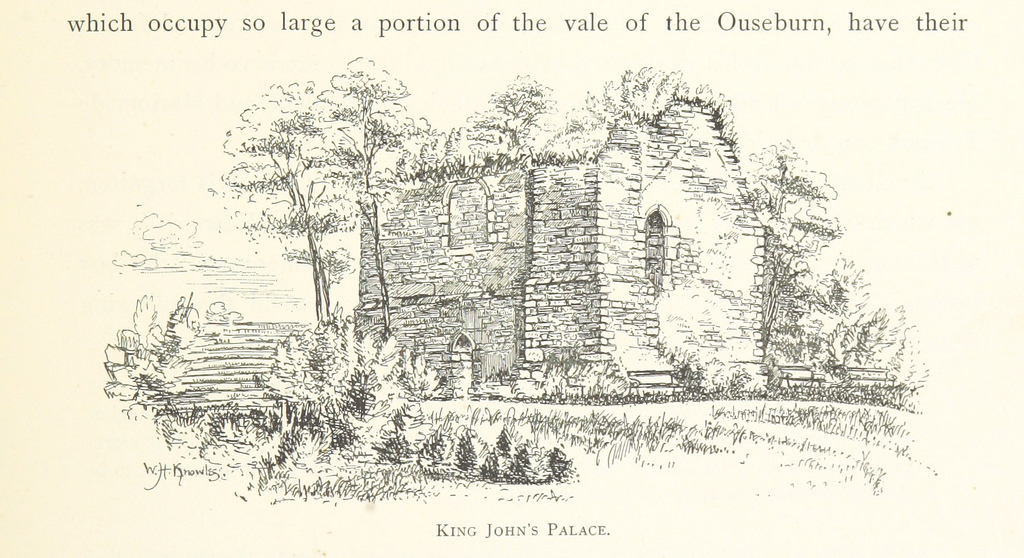 which occupy so large a portion of the vale of the Ouseburn, have their
W. H. Knowles.
KING JOHN'S PALACE.